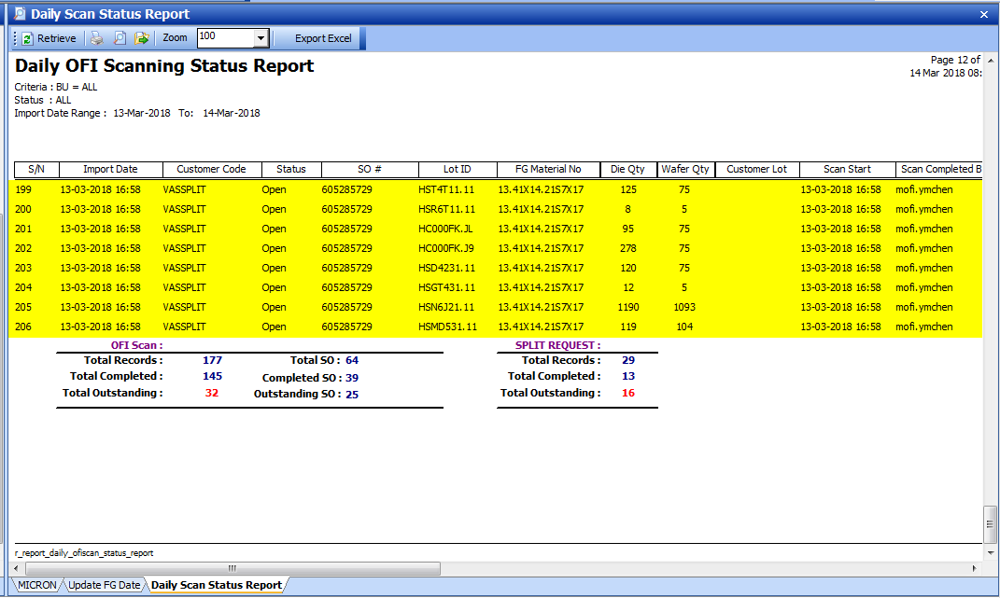 Daily Scan Status Report
Retrieve Zoom 100 Export Excel
Daily OFI Scanning Status Report
Page 12 of
14 Mar 2018 08:
Criteria : BU = ALL
Status : ALL
Import Date Range : 13-Mar-2018 To: 14-Mar-2018
S/N Import Date Customer Code Status SO # Lot ID FG Material No Die Qty Wafer Qty Customer Lot Scan Start Scan Completed B
199 13-03-2018 16:58 VASSPLIT Open 605285729 HST4T11.11 13.41X14.21S7X17 125 75 13-03-2018 16:58 mofi.ymchen
200 13-03-2018 16:58 VASSPLIT Open 605285729 HSR6T11.11 13.41X14.21S7X17 8 5 13-03-2018 16:58 mofi.ymchen
201 13-03-2018 16:58 VASSPLIT Open 605285729 HC000FK.JL 13.41X14.21S7X17 95 75 13-03-2018 16:58 mofi.ymchen
202 13-03-2018 16:58 VASSPLIT Open 605285729 HC000FK.J9 13.41X14.21S7X17 278 75 13-03-2018 16:58 mofi.ymchen
203 13-03-2018 16:58 VASSPLIT Open 605285729 HSD4231.11 13.41X14.21S7X17 120 75 13-03-2018 16:58 mofi.ymchen
204 13-03-2018 16:58 VASSPLIT Open 605285729 HSGT431.11 13.41X14.21S7X17 12 5 13-03-2018 16:58 mofi.ymchen
205 13-03-2018 16:58 VASSPLIT Open 605285729 HSN6J21.11 13.41X14.21S7X17 1190 1093 13-03-2018 16:58 mofi.ymchen
206 13-03-2018 16:58 VASSPLIT Open 605285729 HSMD531.11 13.41X14.21S7X17 119 104 13-03-2018 16:58 mofi.ymchen
OFI Scan : SPLIT REQUEST :
Total Records : 177 Total SO : 64 Total Records : 29
Total Completed : 145 Completed SO : 39 Total Completed : 13
Total Outstanding : 32 Outstanding SO : 25 Total Outstanding : 16
r_report_daily_ofiscan_status_report
MICRON Update FG Date Daily Scan Status Report